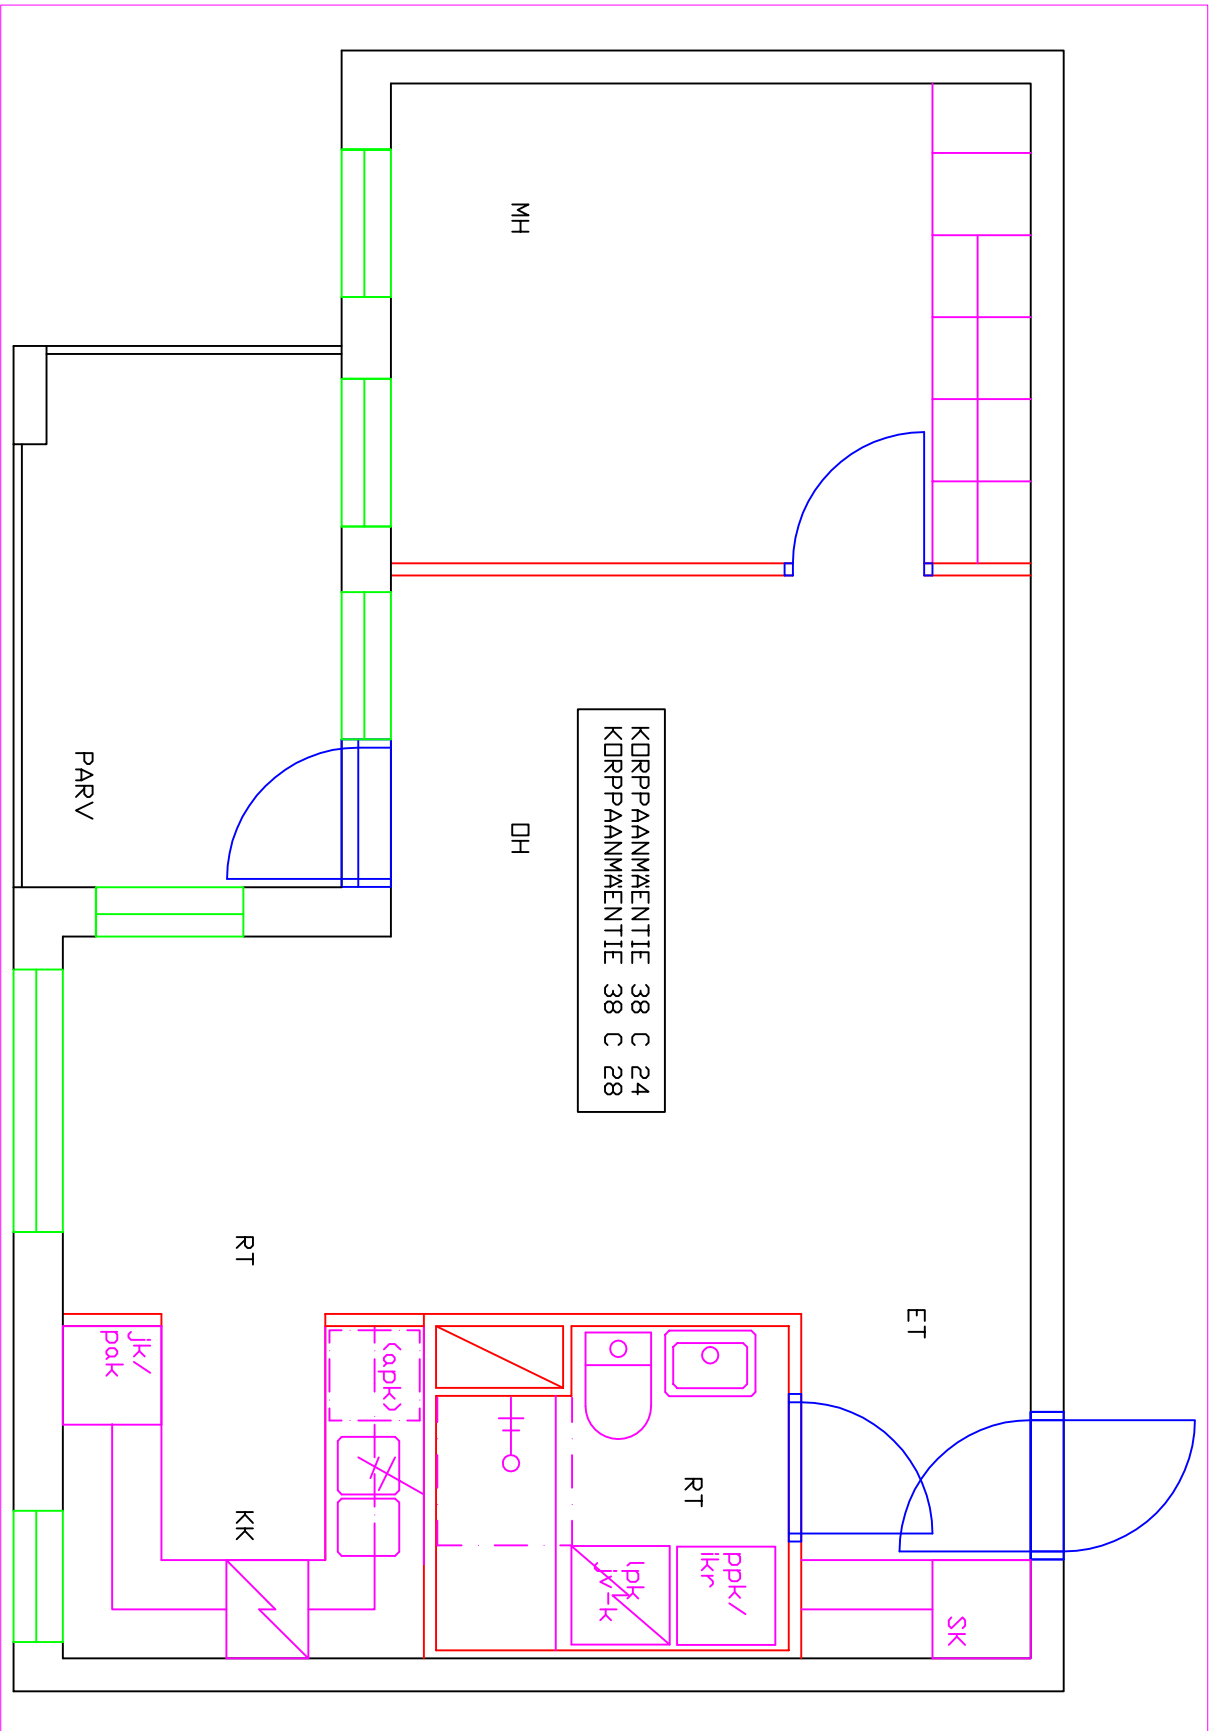 MH
KORPPAANMÄENTIE 38 C 24
KORPPAANMÄENTIE 38 C 28
OH
PARV
ET
RT
jk/
pak
(apk)
KK
RT
ppk/
ikr
(pk
SK